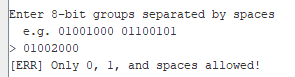 Enter 8-bit groups separated by spaces
e.g. 01001000 01100101
> 01002000
[ERR] Only 0, 1, and spaces allowed!